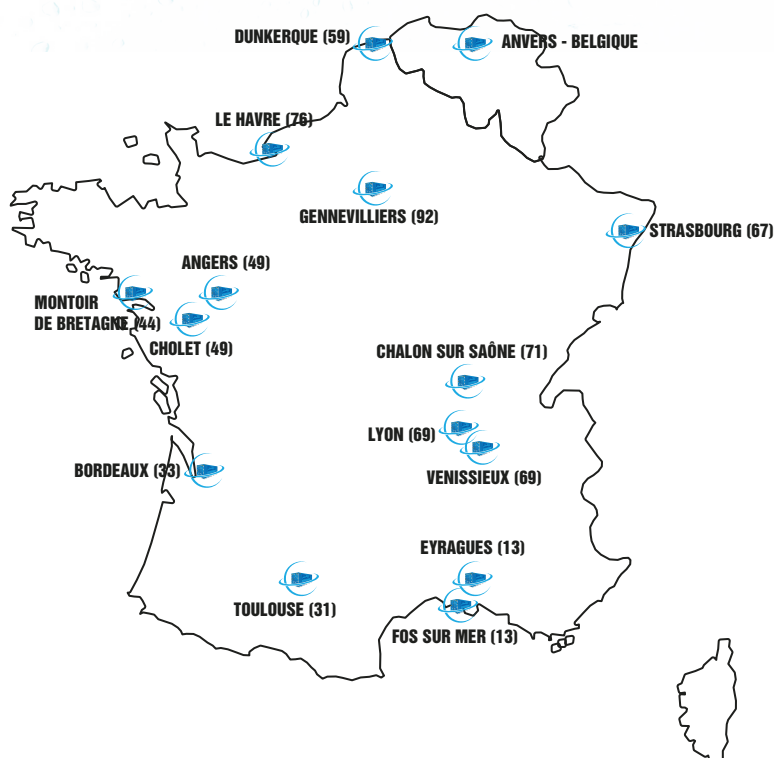 DUNKERQUE (59)
ANVERS - BELGIQUE
LE HAVRE (76)
GENNEVILLIERS (92)
STRASBOURG (67)
ANGERS (49)
MONTOIR
DE BRETAGNE (44)
CHOLET (49)
CHALON SUR SAÔNE (71)
LYON (69)
VENISSIEUX (69)
BORDEAUX (33)
EYRAGUES (13)
TOULOUSE (31)
FOS SUR MER (13)